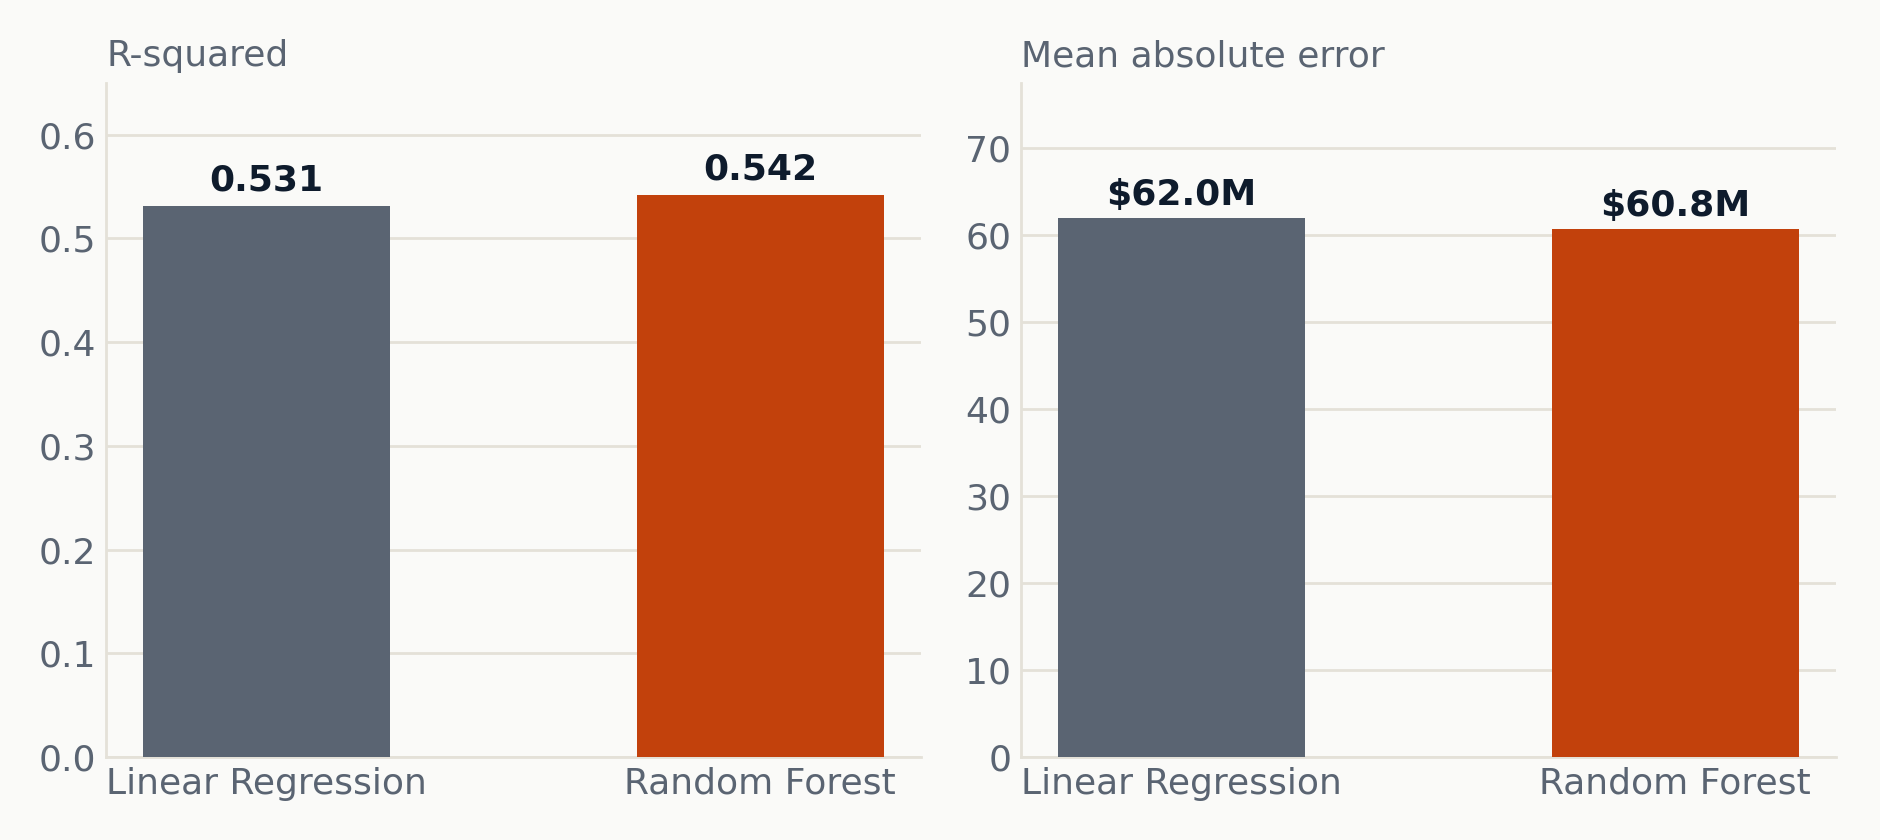 R-squared
0.6
0.5
0.4
0.3
0.2
0.1
0.0
0.531
0.542
Linear Regression
Random Forest
Mean absolute error
70
60
50
40
30
20
10
0
$62.0M
$60.8M
Linear Regression
Random Forest